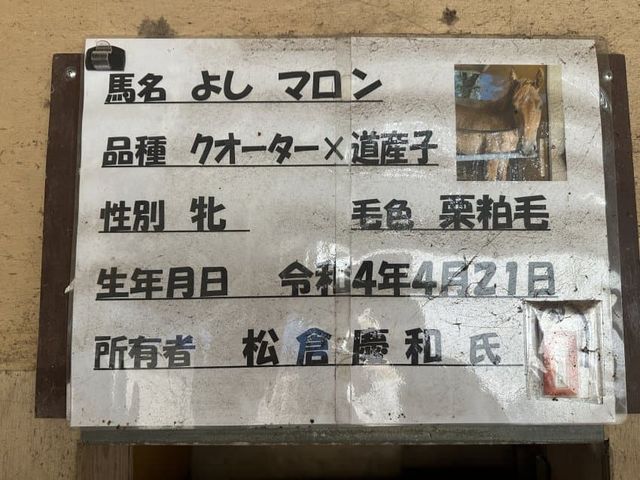 馬名 よし マロン
品種 クオーター×道産子
性別 牝 毛色 栗粕毛
生年月日 令和4年4月21日
所有者 松倉慶和氏